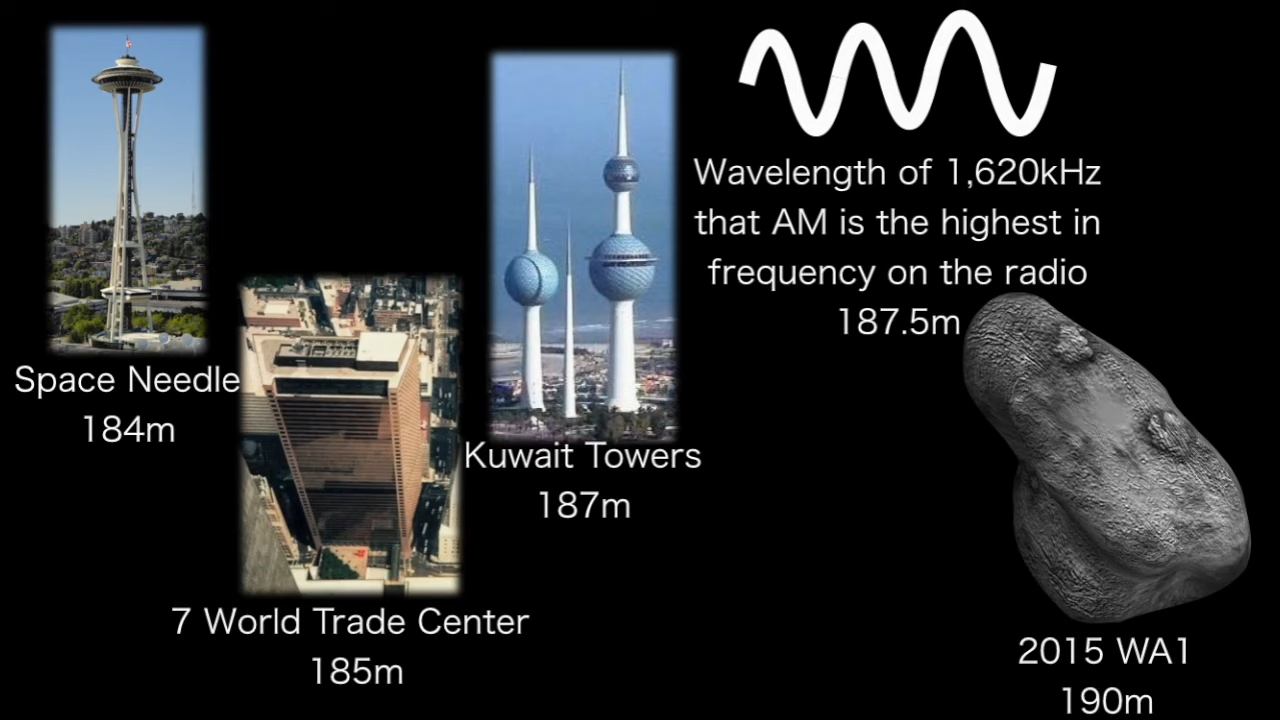 Space Needle
184m
7 World Trade Center
185m
Kuwait Towers
187m
Wavelength of 1,620kHz
that AM is the highest in
frequency on the radio
187.5m
2015 WA1
190m